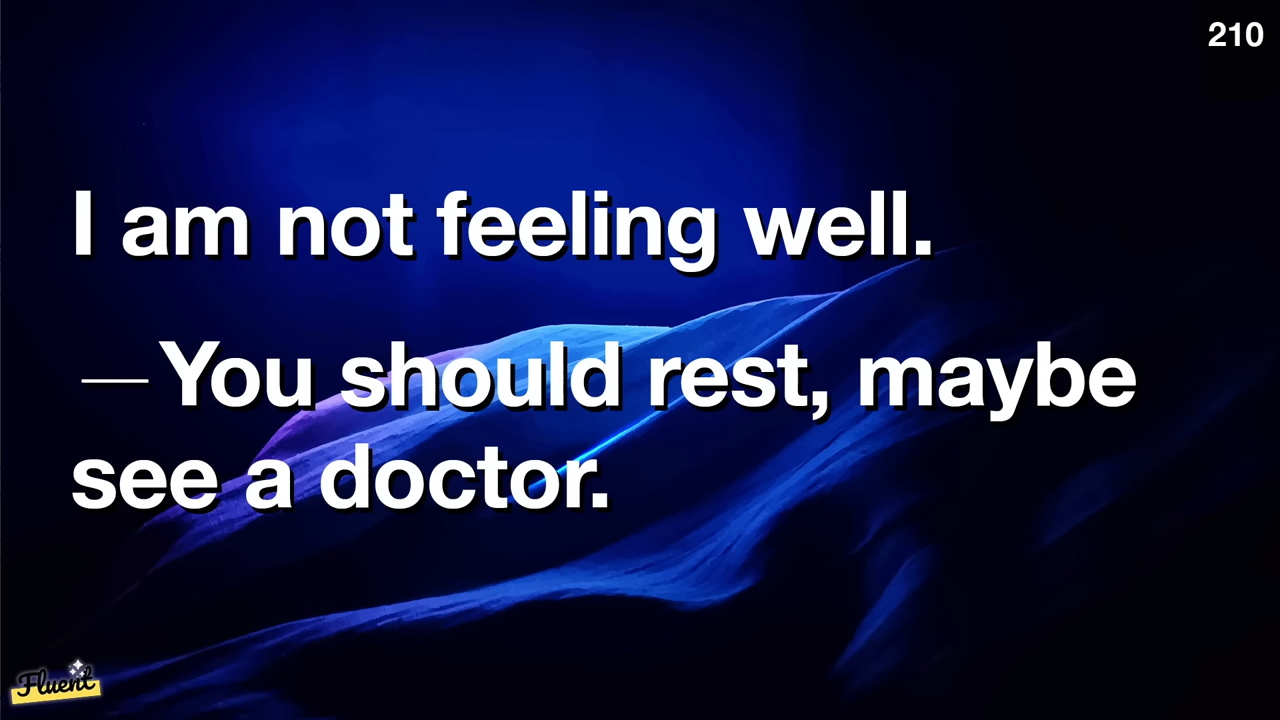 210
I am not feeling well.
— You should rest, maybe
see a doctor.
Fluent